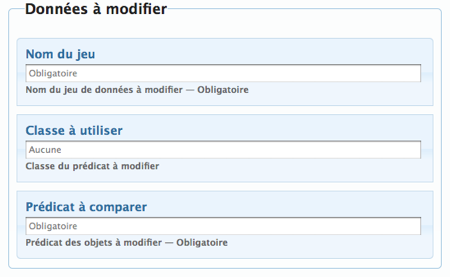 Données à modifier
Nom du jeu
Obligatoire
Nom du jeu de données à modifier — Obligatoire
Classe à utiliser
Aucune
Classe du prédicat à modifier
Prédicat à comparer
Obligatoire
Prédicat des objets à modifier — Obligatoire